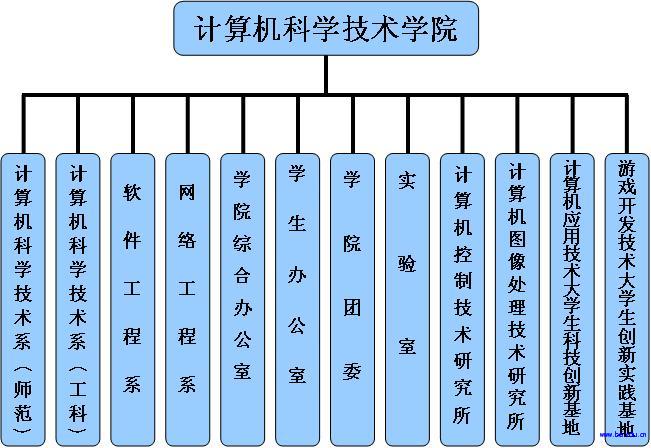 计算机科学技术学院
计算机科学技术系（师范）
计算机科学技术系（工科）
软件工程系
网络工程系
学院综合办公室
学生办公室
学院团委
实验室
计算机控制技术研究所
计算机图像处理技术研究所
计算机应用技术大学生科技创新基地
游戏开发技术大学生创新实践基地